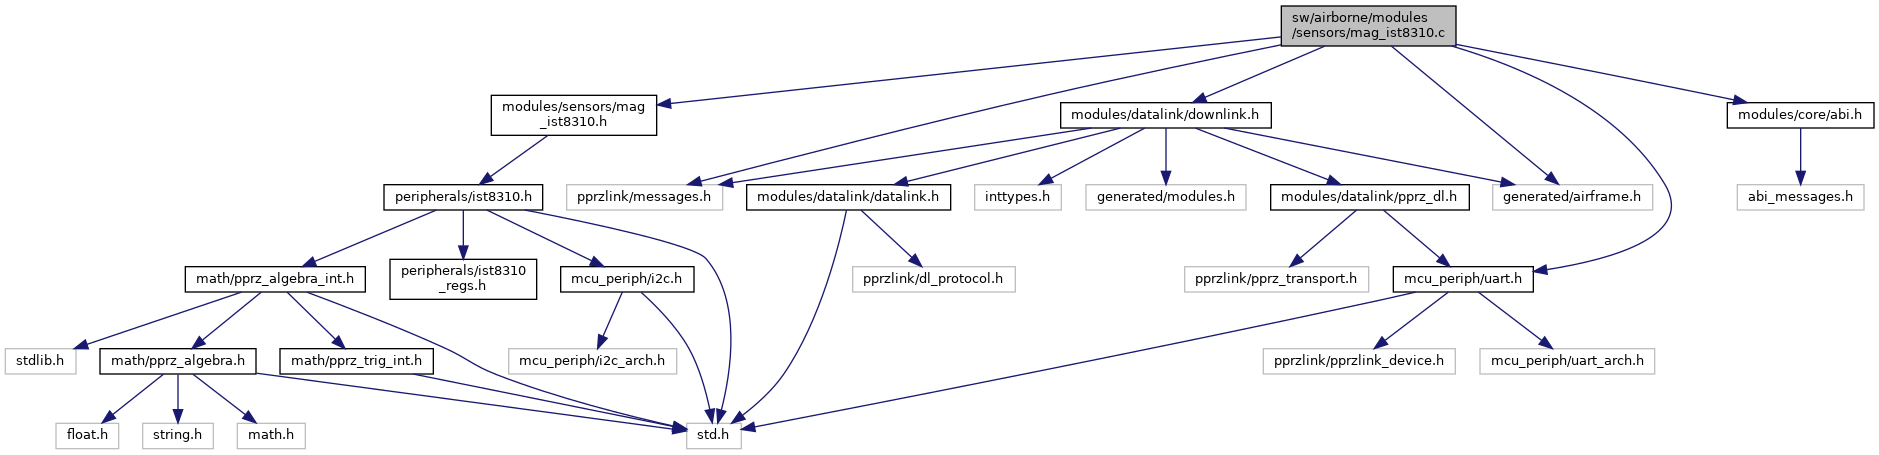 sw/airborne/modules
/sensors/mag_ist8310.c
modules/sensors/mag
_ist8310.h
modules/datalink/downlink.h
modules/core/abi.h
peripherals/ist8310.h
pprzlink/messages.h
modules/datalink/datalink.h
inttypes.h
generated/modules.h
modules/datalink/pprz_dl.h
generated/airframe.h
abi_messages.h
math/pprz_algebra_int.h
peripherals/ist8310
_regs.h
mcu_periph/i2c.h
pprzlink/dl_protocol.h
pprzlink/pprz_transport.h
mcu_periph/uart.h
stdlib.h
math/pprz_algebra.h
math/pprz_trig_int.h
mcu_periph/i2c_arch.h
pprzlink/pprzlink_device.h
mcu_periph/uart_arch.h
float.h
string.h
math.h
std.h